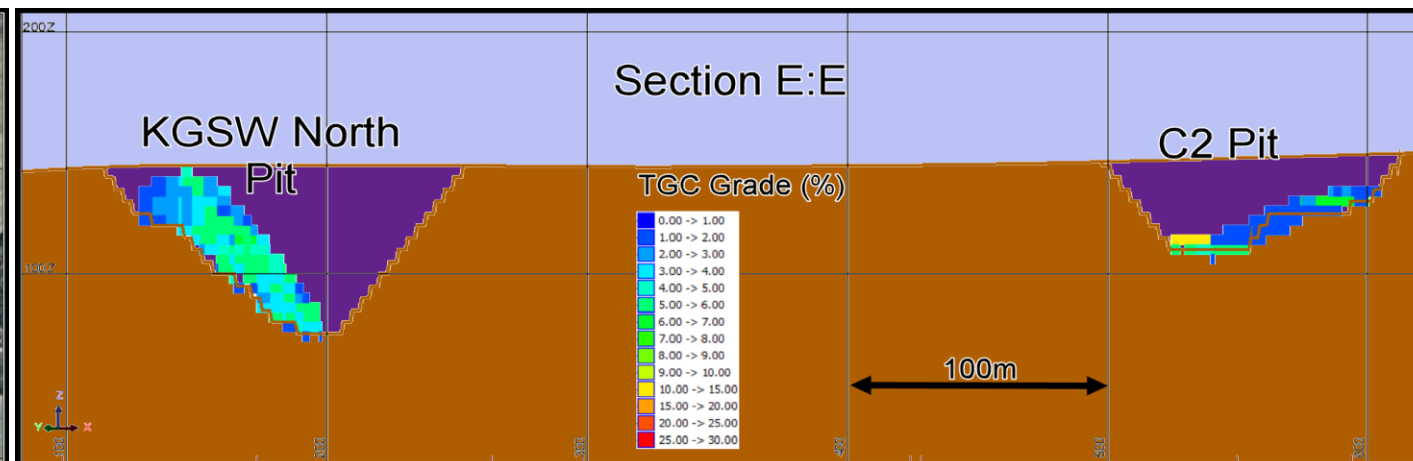 200Z
Section E:E
KGSW North
Pit
C2 Pit
TGC Grade (%)
0.00 -> 1.00
1.00 -> 2.00
2.00 -> 3.00
3.00 -> 4.00
4.00 -> 5.00
5.00 -> 6.00
6.00 -> 7.00
7.00 -> 8.00
8.00 -> 9.00
9.00 -> 10.00
10.00 -> 15.00
15.00 -> 20.00
20.00 -> 25.00
25.00 -> 30.00
100Z
100m
Z
Y
X